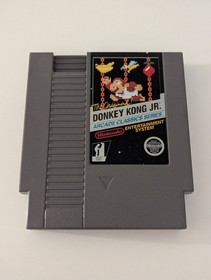 DONKEY KONG JR.
ARCADE CLASSICS SERIES
Nintendo
ENTERTAINMENT
SYSTEM